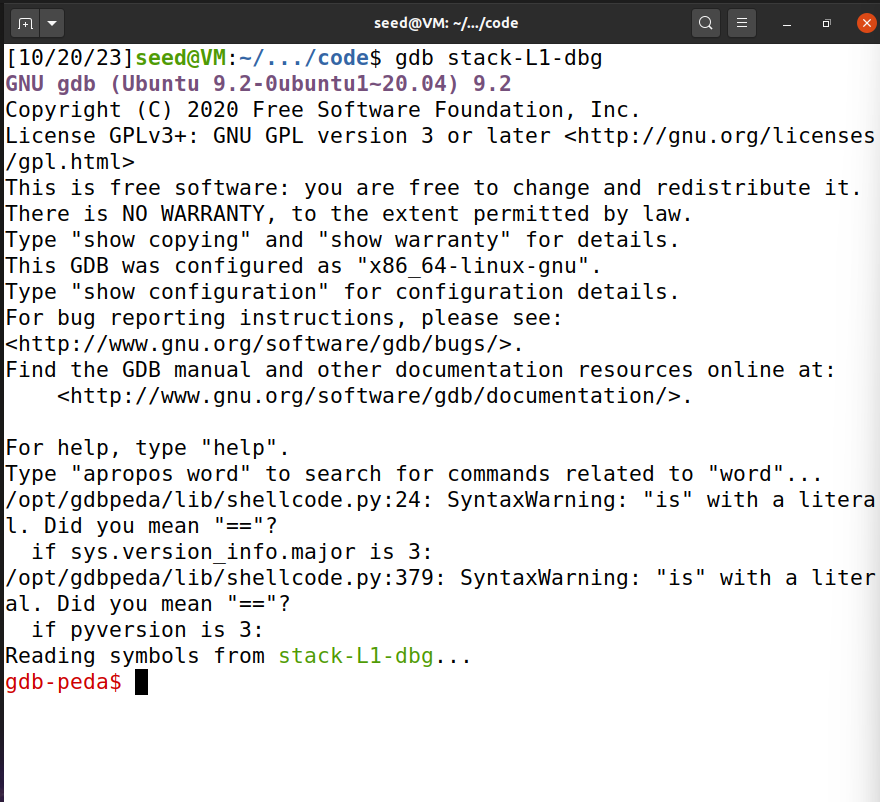 seed@VM: ~/.../code
[10/20/23]seed@VM:~/.../code$ gdb stack-L1-dbg
GNU gdb (Ubuntu 9.2-0ubuntu1~20.04) 9.2
Copyright (C) 2020 Free Software Foundation, Inc.
License GPLv3+: GNU GPL version 3 or later <http://gnu.org/licenses
/gpl.html>
This is free software: you are free to change and redistribute it.
There is NO WARRANTY, to the extent permitted by law.
Type "show copying" and "show warranty" for details.
This GDB was configured as "x86_64-linux-gnu".
Type "show configuration" for configuration details.
For bug reporting instructions, please see:
<http://www.gnu.org/software/gdb/bugs/>.
Find the GDB manual and other documentation resources online at:
    <http://www.gnu.org/software/gdb/documentation/>.

For help, type "help".
Type "apropos word" to search for commands related to "word"...
/opt/gdbpeda/lib/shellcode.py:24: SyntaxWarning: "is" with a litera
l. Did you mean "=="?
  if sys.version_info.major is 3:
/opt/gdbpeda/lib/shellcode.py:379: SyntaxWarning: "is" with a liter
al. Did you mean "=="?
  if pyversion is 3:
Reading symbols from stack-L1-dbg...
gdb-peda$